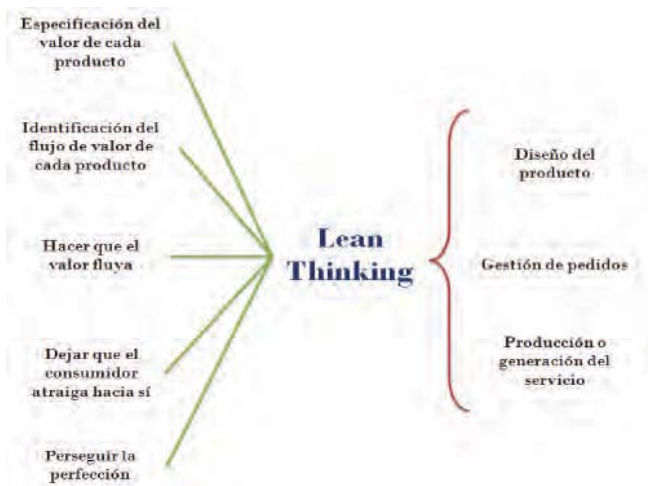 Especificación del
valor de cada
producto
Identificación del
flujo de valor de
cada producto
Hacer que el
valor fluya
Dejar que el
consumidor
atraiga hacia sí
Perseguir la
perfección
Lean
Thinking
Diseño del
producto
Gestión de pedidos
Producción o
generación del
servicio